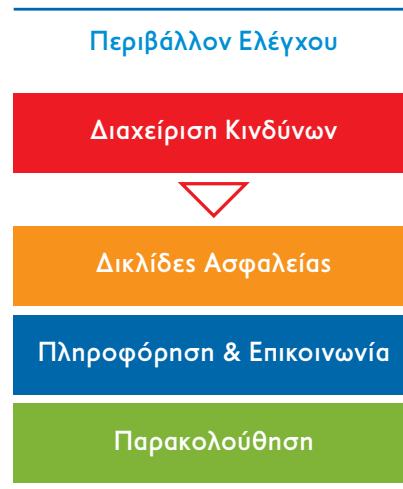 Περιβάλλον Ελέγχου
Διαχείριση Κινδύνων
Δικλίδες Ασφαλείας
Πληροφόρηση & Επικοινωνία
Παρακολούθηση